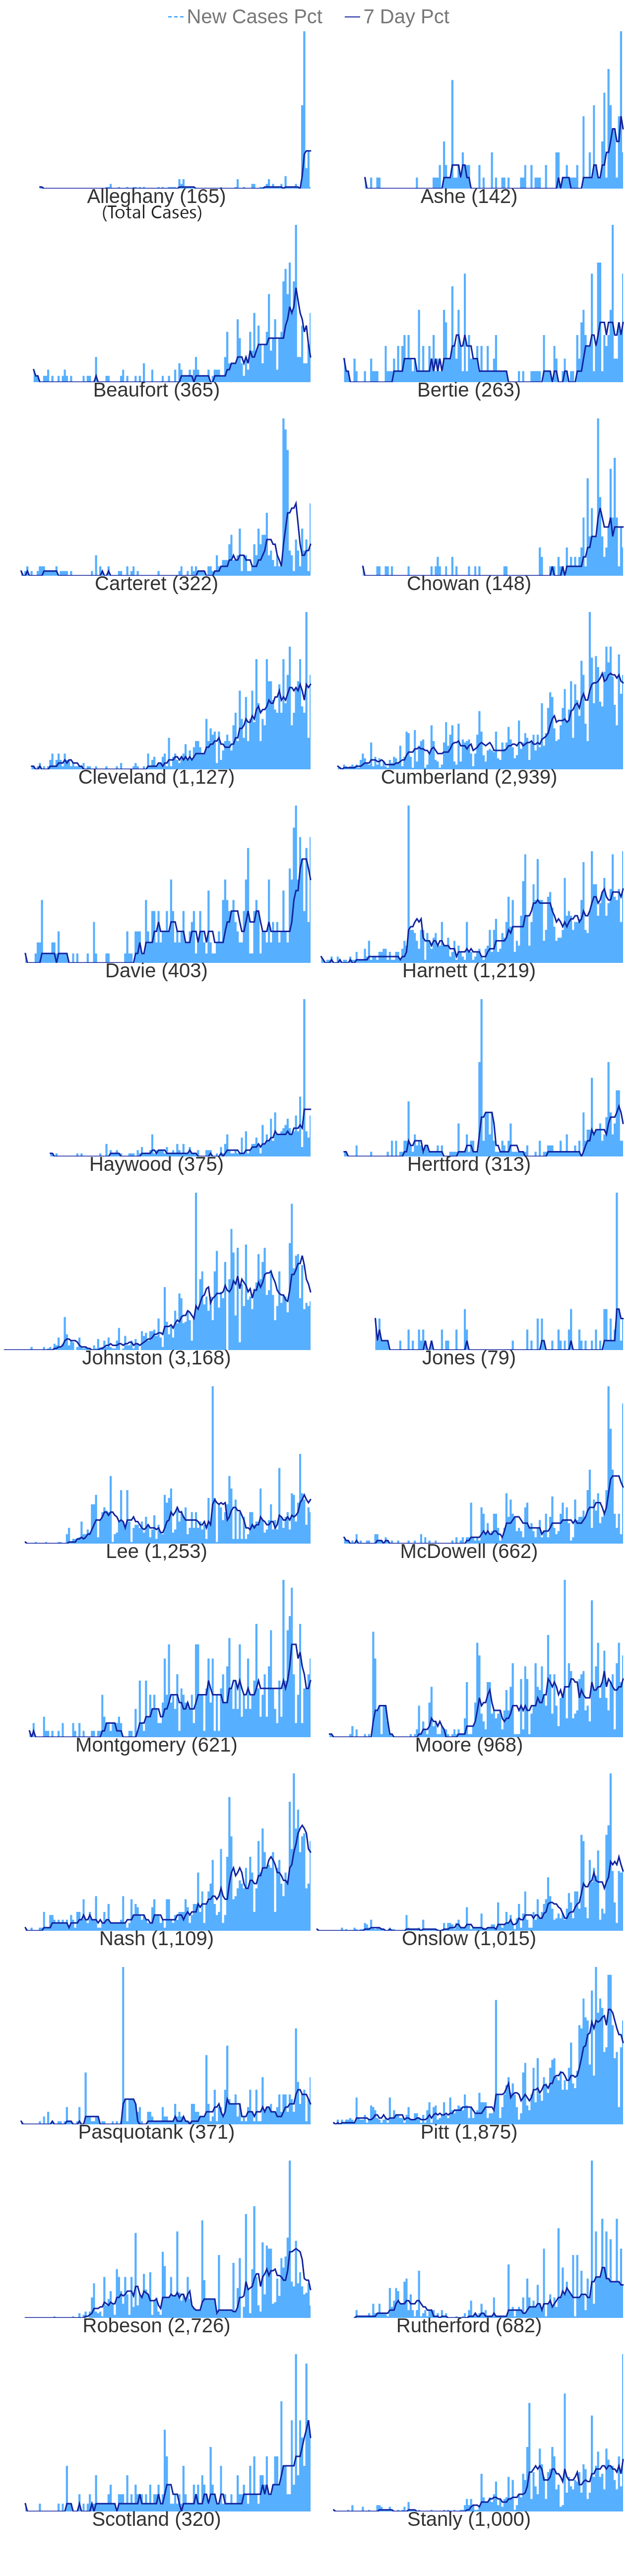 New Cases Pct 7 Day Pct
Alleghany (165) Ashe (142)
(Total Cases)
Beaufort (365) Bertie (263)
Carteret (322) Chowan (148)
Cleveland (1,127) Cumberland (2,939)
Davie (403) Harnett (1,219)
Haywood (375) Hertford (313)
Johnston (3,168) Jones (79)
Lee (1,253) McDowell (662)
Montgomery (621) Moore (968)
Nash (1,109) Onslow (1,015)
Pasquotank (371) Pitt (1,875)
Robeson (2,726) Rutherford (682)
Scotland (320) Stanly (1,000)